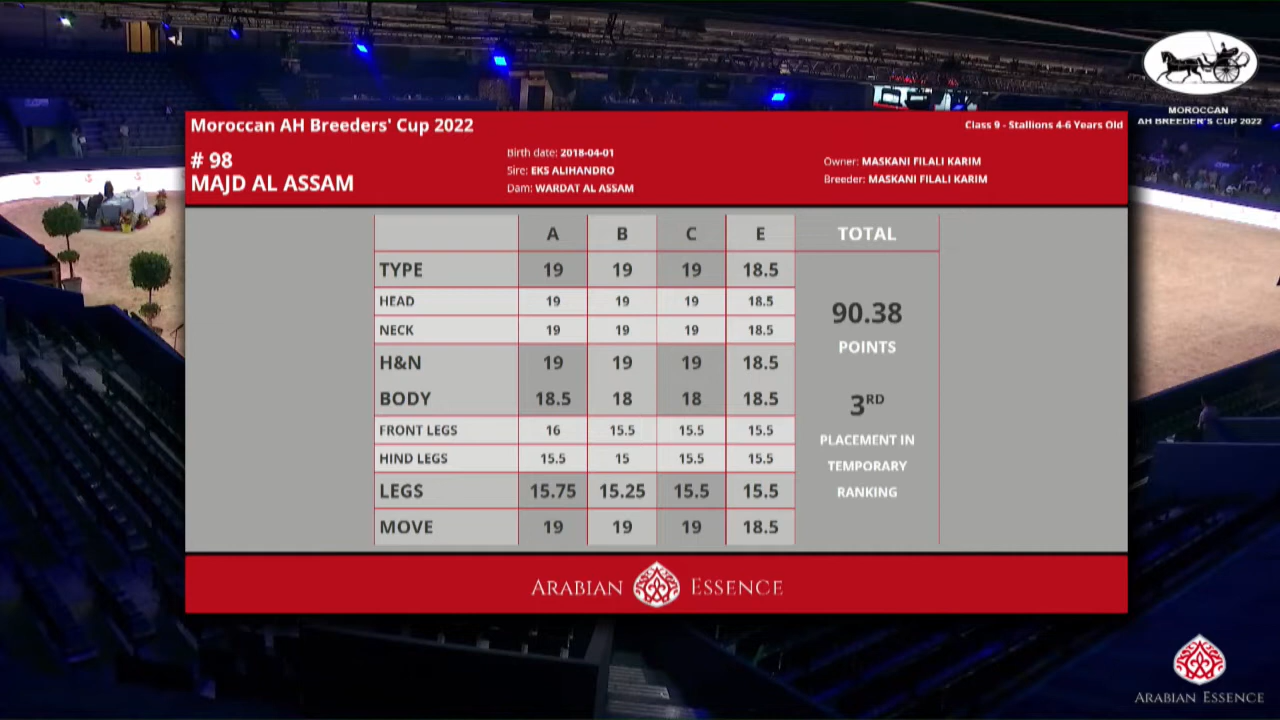 MOROCCAN
AH BREEDER'S CUP 2022
Moroccan AH Breeders' Cup 2022
Class 9 - Stallions 4-6 Years Old
# 98
MAJD AL ASSAM
Birth date: 2018-04-01
Sire: EKS ALIHANDRO
Dam: WARDAT AL ASSAM
Owner: MASKANI FILALI KARIM
Breeder: MASKANI FILALI KARIM
A B C E TOTAL
TYPE 19 19 19 18.5
HEAD 19 19 19 18.5
NECK 19 19 19 18.5
H&N 19 19 19 18.5
BODY 18.5 18 18 18.5
FRONT LEGS 16 15.5 15.5 15.5
HIND LEGS 15.5 15 15.5 15.5
LEGS 15.75 15.25 15.5 15.5
MOVE 19 19 19 18.5
90.38
POINTS
3RD
PLACEMENT IN
TEMPORARY
RANKING
ARABIAN ESSENCE
ARABIAN ESSENCE